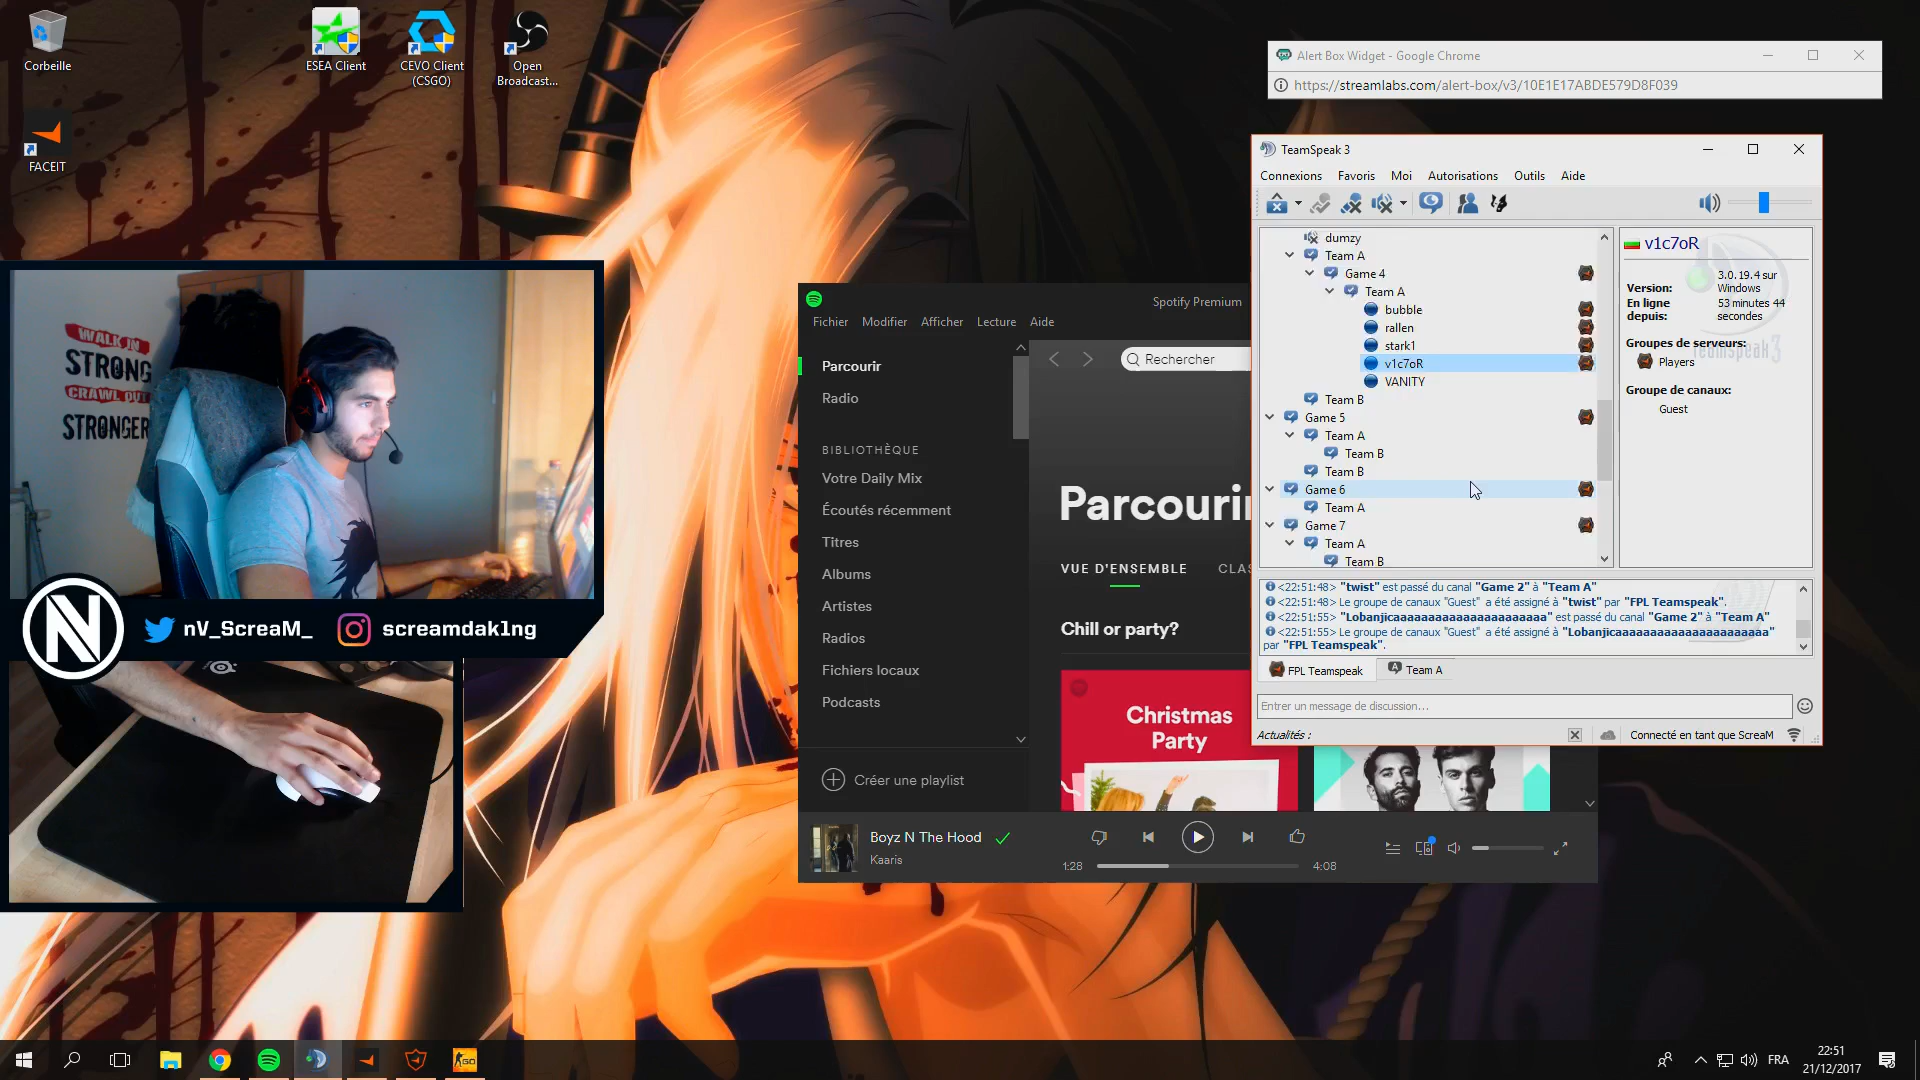 Corbeille
ESEA Client
CEVO Client
(CSGO)
Open
Broadcast...
FACEIT
Alert Box Widget - Google Chrome
https://streamlabs.com/alert-box/v3/10E1E17ABDE579D8F039
TeamSpeak 3
Connexions Favoris Moi Autorisations Outils Aide
dumzy
Team A
Game 4
Team A
bubble
rallen
stark1
v1c7oR
VANITY
Team B
Game 5
Team A
Team B
Team B
Game 6
Team A
Game 7
Team A
Team B
v1c7oR
Version: 3.0.19.4 sur Windows
En ligne depuis: 53 minutes 44 secondes
Groupes de serveurs:
Players
Groupe de canaux:
Guest
teamspeak 3
<22:51:48> "twist" est passé du canal "Game 2" à "Team A"
<22:51:48> Le groupe de canaux "Guest" a été assigné à "twist" par "FPL Teamspeak".
<22:51:55> "Lobanjicaaaaaaaaaaaaaaaaaaaaaa" est passé du canal "Game 2" à "Team A"
<22:51:55> Le groupe de canaux "Guest" a été assigné à "Lobanjicaaaaaaaaaaaaaaaaaaaaaa"
par "FPL Teamspeak".
FPL Teamspeak Team A
Entrer un message de discussion...
Actualités :
Connecté en tant que ScreaM
WALK IN
STRONG
CRAWL OUT
STRONGER
N
nV_ScreaM_
screamdak1ng
Spotify Premium
Fichier Modifier Afficher Lecture Aide
Parcourir
Radio
BIBLIOTHÈQUE
Votre Daily Mix
Écoutés récemment
Titres
Albums
Artistes
Radios
Fichiers locaux
Podcasts
Créer une playlist
Rechercher
Parcourir
VUE D'ENSEMBLE CLAS
Chill or party?
Christmas
Party
Boyz N The Hood
Kaaris
1:28
4:08
GO
FRA
22:51
21/12/2017